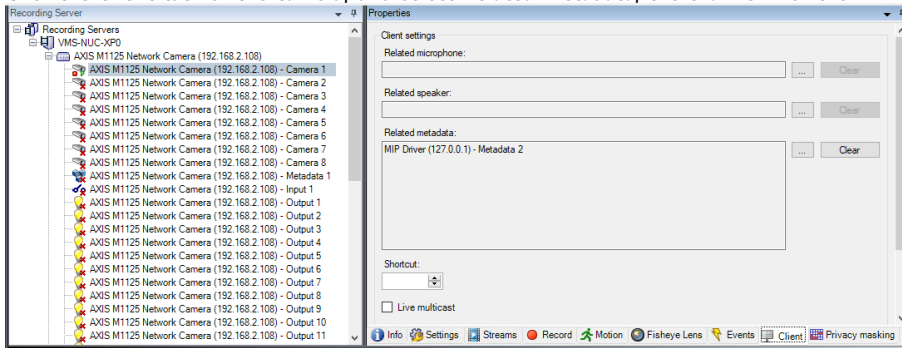 Recording Server
Recording Servers
VMS-NUC-XP0
AXIS M1125 Network Camera (192.168.2.108)
AXIS M1125 Network Camera (192.168.2.108) - Camera 1
AXIS M1125 Network Camera (192.168.2.108) - Camera 2
AXIS M1125 Network Camera (192.168.2.108) - Camera 3
AXIS M1125 Network Camera (192.168.2.108) - Camera 4
AXIS M1125 Network Camera (192.168.2.108) - Camera 5
AXIS M1125 Network Camera (192.168.2.108) - Camera 6
AXIS M1125 Network Camera (192.168.2.108) - Camera 7
AXIS M1125 Network Camera (192.168.2.108) - Camera 8
AXIS M1125 Network Camera (192.168.2.108) - Metadata 1
AXIS M1125 Network Camera (192.168.2.108) - Input 1
AXIS M1125 Network Camera (192.168.2.108) - Output 1
AXIS M1125 Network Camera (192.168.2.108) - Output 2
AXIS M1125 Network Camera (192.168.2.108) - Output 3
AXIS M1125 Network Camera (192.168.2.108) - Output 4
AXIS M1125 Network Camera (192.168.2.108) - Output 5
AXIS M1125 Network Camera (192.168.2.108) - Output 6
AXIS M1125 Network Camera (192.168.2.108) - Output 7
AXIS M1125 Network Camera (192.168.2.108) - Output 8
AXIS M1125 Network Camera (192.168.2.108) - Output 9
AXIS M1125 Network Camera (192.168.2.108) - Output 10
AXIS M1125 Network Camera (192.168.2.108) - Output 11
Properties
Client settings
Related microphone:
... Clear
Related speaker:
... Clear
Related metadata:
MIP Driver (127.0.0.1) - Metadata 2 ... Clear
Shortcut:
Live multicast
Info Settings Streams Record Motion Fisheye Lens Events Client Privacy masking